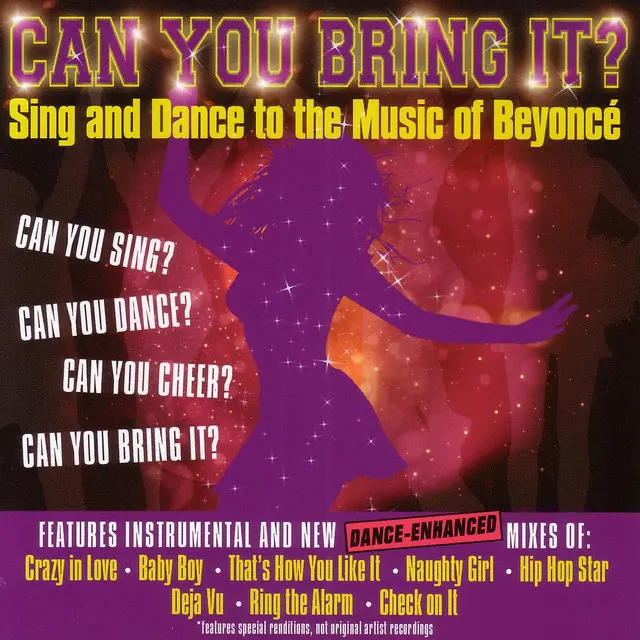 CAN YOU BRING IT?
Sing and Dance to the Music of Beyoncé
CAN YOU SING?
CAN YOU DANCE?
CAN YOU CHEER?
CAN YOU BRING IT?
FEATURES INSTRUMENTAL AND NEW DANCE-ENHANCED MIXES OF:
Crazy in Love • Baby Boy • That's How You Like It • Naughty Girl • Hip Hop Star
Deja Vu • Ring the Alarm • Check on It
*features special renditions, not original artist recordings